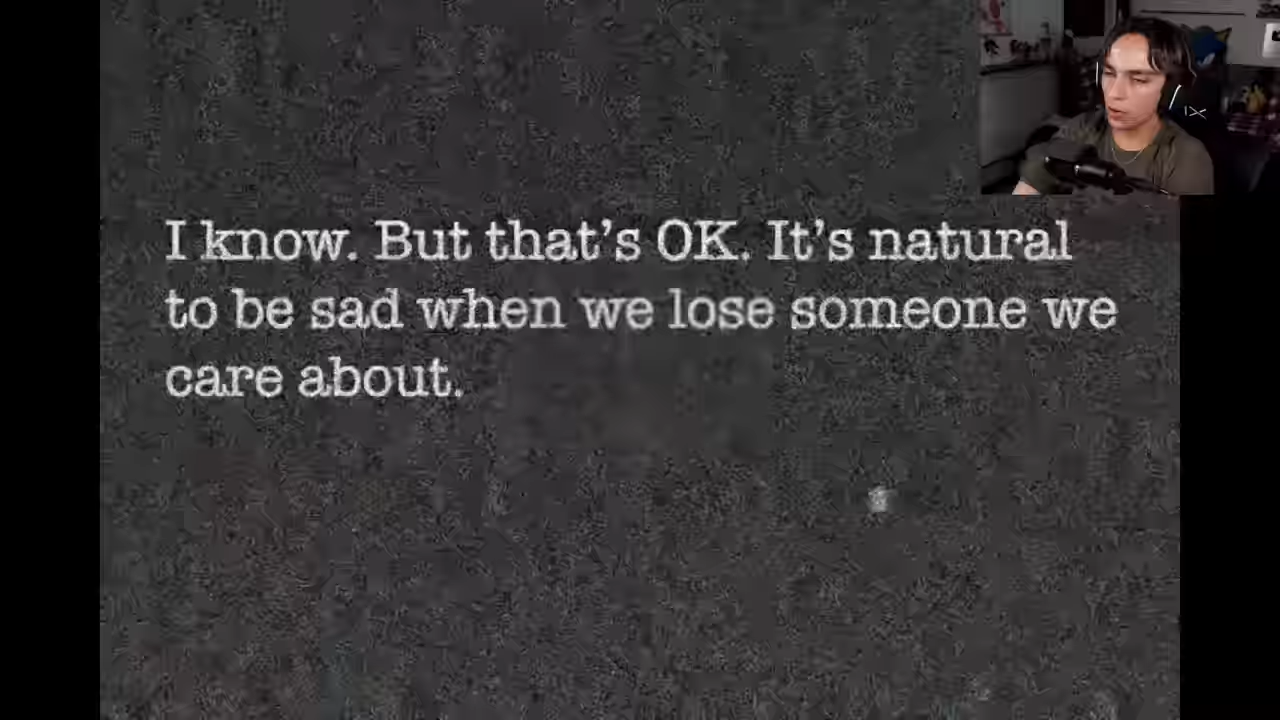 I know. But that's OK. It's natural
to be sad when we lose someone we
care about.